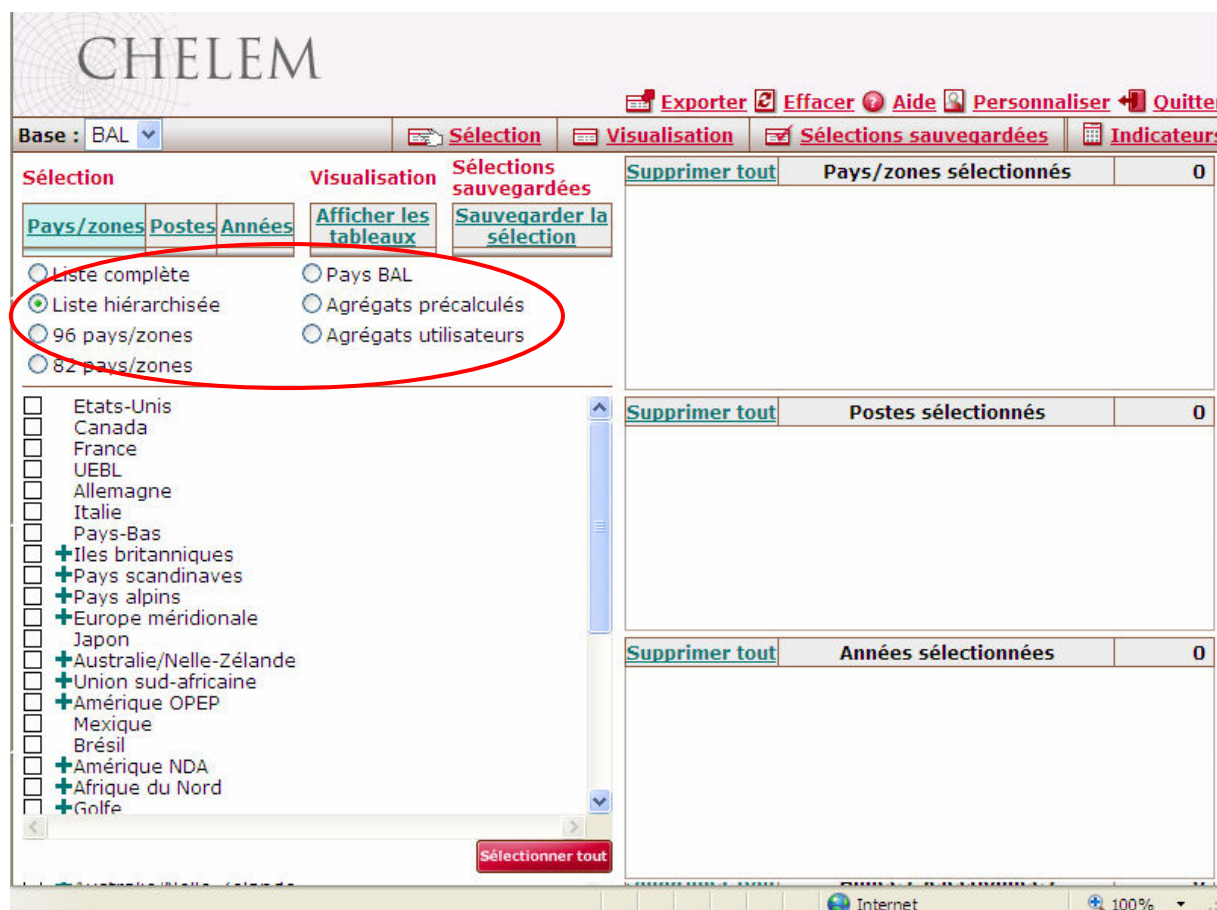 CHELEM
Exporter Effacer Aide Personnaliser Quitter
Base : BAL Sélection Visualisation Sélections sauvegardées Indicateurs
Sélection Visualisation Sélections sauvegardées
Pays/zones Postes Années Afficher les tableaux Sauvegarder la sélection
Liste complète Pays BAL
Liste hiérarchisée Agrégats précalculés
96 pays/zones Agrégats utilisateurs
82 pays/zones
Etats-Unis
Canada
France
UEBL
Allemagne
Italie
Pays-Bas
Iles britanniques
Pays scandinaves
Pays alpins
Europe méridionale
Japon
Australie/Nelle-Zélande
Union sud-africaine
Amérique OPEP
Mexique
Brésil
Amérique NDA
Afrique du Nord
Golfe
Sélectionner tout
Supprimer tout Pays/zones sélectionnés 0
Supprimer tout Postes sélectionnés 0
Supprimer tout Années sélectionnées 0
Internet 100%